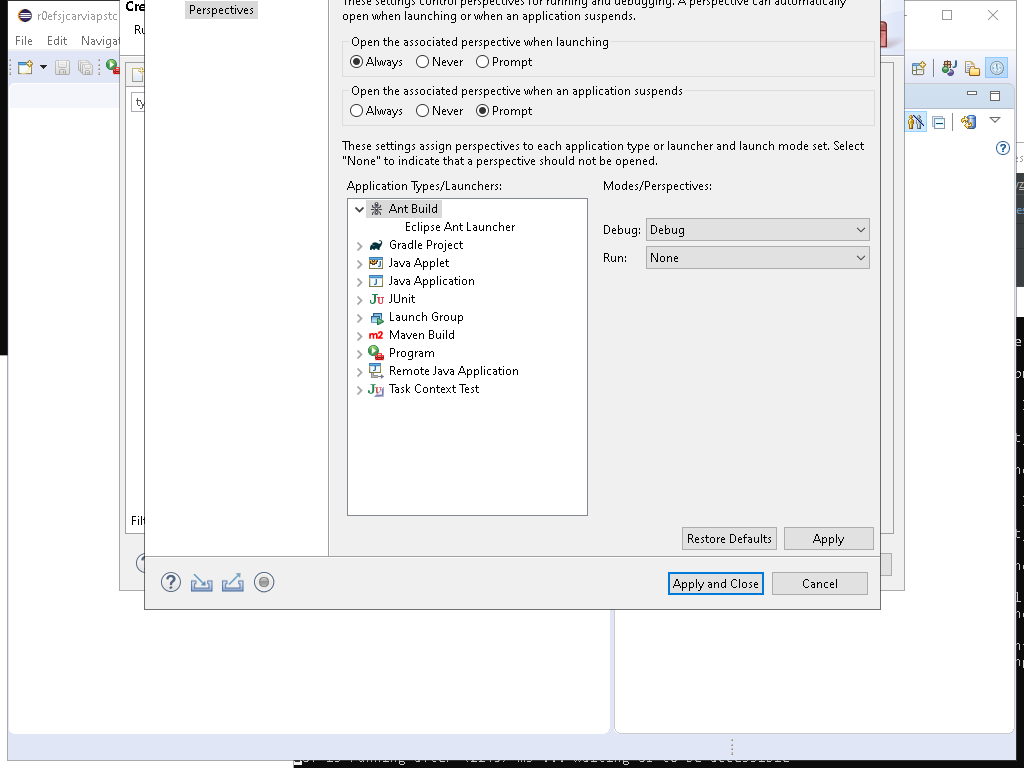 r0efsjcarviapstc
File Edit Navigat
Cre
Ru
ty
Filt
Perspectives
These settings control perspectives for running and debugging. A perspective can automatically
open when launching or when an application suspends.
Open the associated perspective when launching
Always Never Prompt
Open the associated perspective when an application suspends
Always Never Prompt
These settings assign perspectives to each application type or launcher and launch mode set. Select
"None" to indicate that a perspective should not be opened.
Application Types/Launchers:
Modes/Perspectives:
Ant Build
Eclipse Ant Launcher
Gradle Project
Java Applet
Java Application
JUnit
Launch Group
Maven Build
Program
Remote Java Application
Task Context Test
Debug: Debug
Run: None
Restore Defaults Apply
Apply and Close Cancel